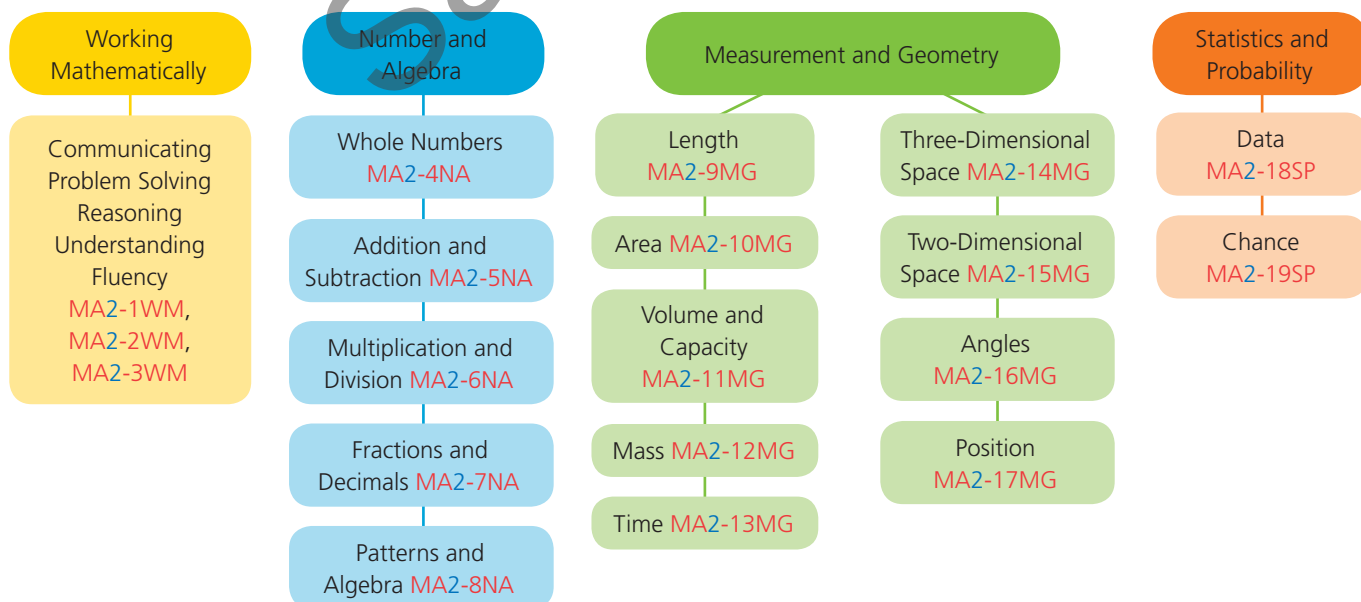 Working
Mathematically
Communicating
Problem Solving
Reasoning
Understanding
Fluency
MA2-1WM,
MA2-2WM,
MA2-3WM
Number and
Algebra
Whole Numbers
MA2-4NA
Addition and
Subtraction MA2-5NA
Multiplication and
Division MA2-6NA
Fractions and
Decimals MA2-7NA
Patterns and
Algebra MA2-8NA
Measurement and Geometry
Length
MA2-9MG
Area MA2-10MG
Volume and
Capacity
MA2-11MG
Mass MA2-12MG
Time MA2-13MG
Three-Dimensional
Space MA2-14MG
Two-Dimensional
Space MA2-15MG
Angles
MA2-16MG
Position
MA2-17MG
Statistics and
Probability
Data
MA2-18SP
Chance
MA2-19SP